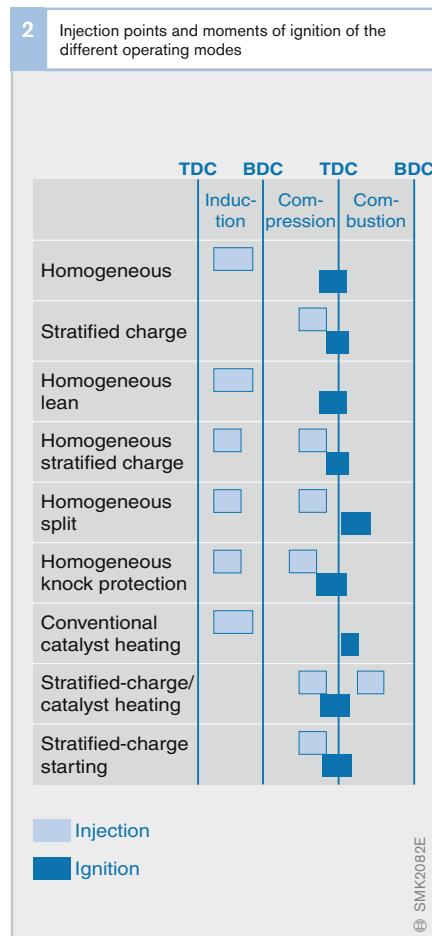 2
Injection points and moments of ignition of the
different operating modes
TDC BDC TDC BDC
Induc-
tion
Com-
pression
Com-
bustion
Homogeneous
Stratified charge
Homogeneous
lean
Homogeneous
stratified charge
Homogeneous
split
Homogeneous
knock protection
Conventional
catalyst heating
Stratified-charge/
catalyst heating
Stratified-charge
starting
Injection
Ignition
SMK2082E